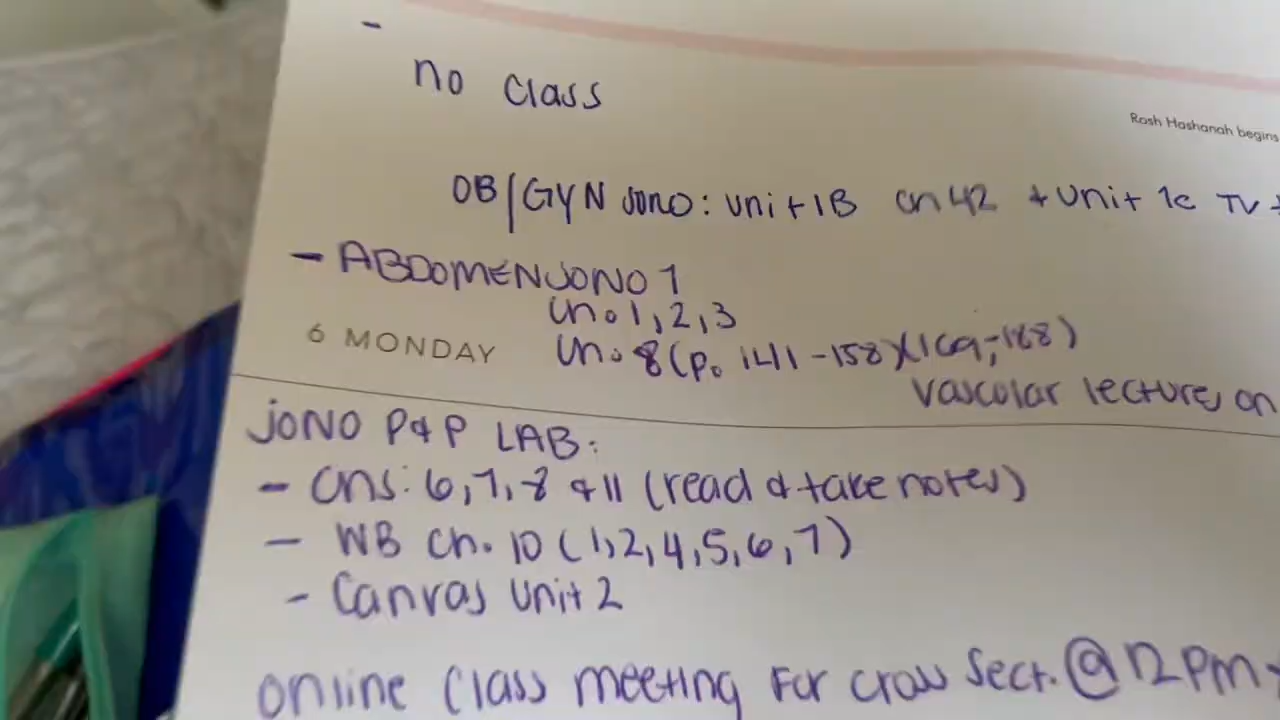 -
no class
Rosh Hashanah begins
OB/GYN sono: unit 1B ch 42 + unit 1c TV +
- ABDOMEN SONO 1
ch. 1, 2, 3
6 MONDAY
ch. 8 (p. 141-158)(169-188)
vascolar lecture on
SONO P&P LAB:
- chs: 6, 7, 8 & 11 (read & take notes)
- WB Ch. 10 (1, 2, 4, 5, 6, 7)
- Canvas Unit 2
online class meeting for cross sect. @ 12pm